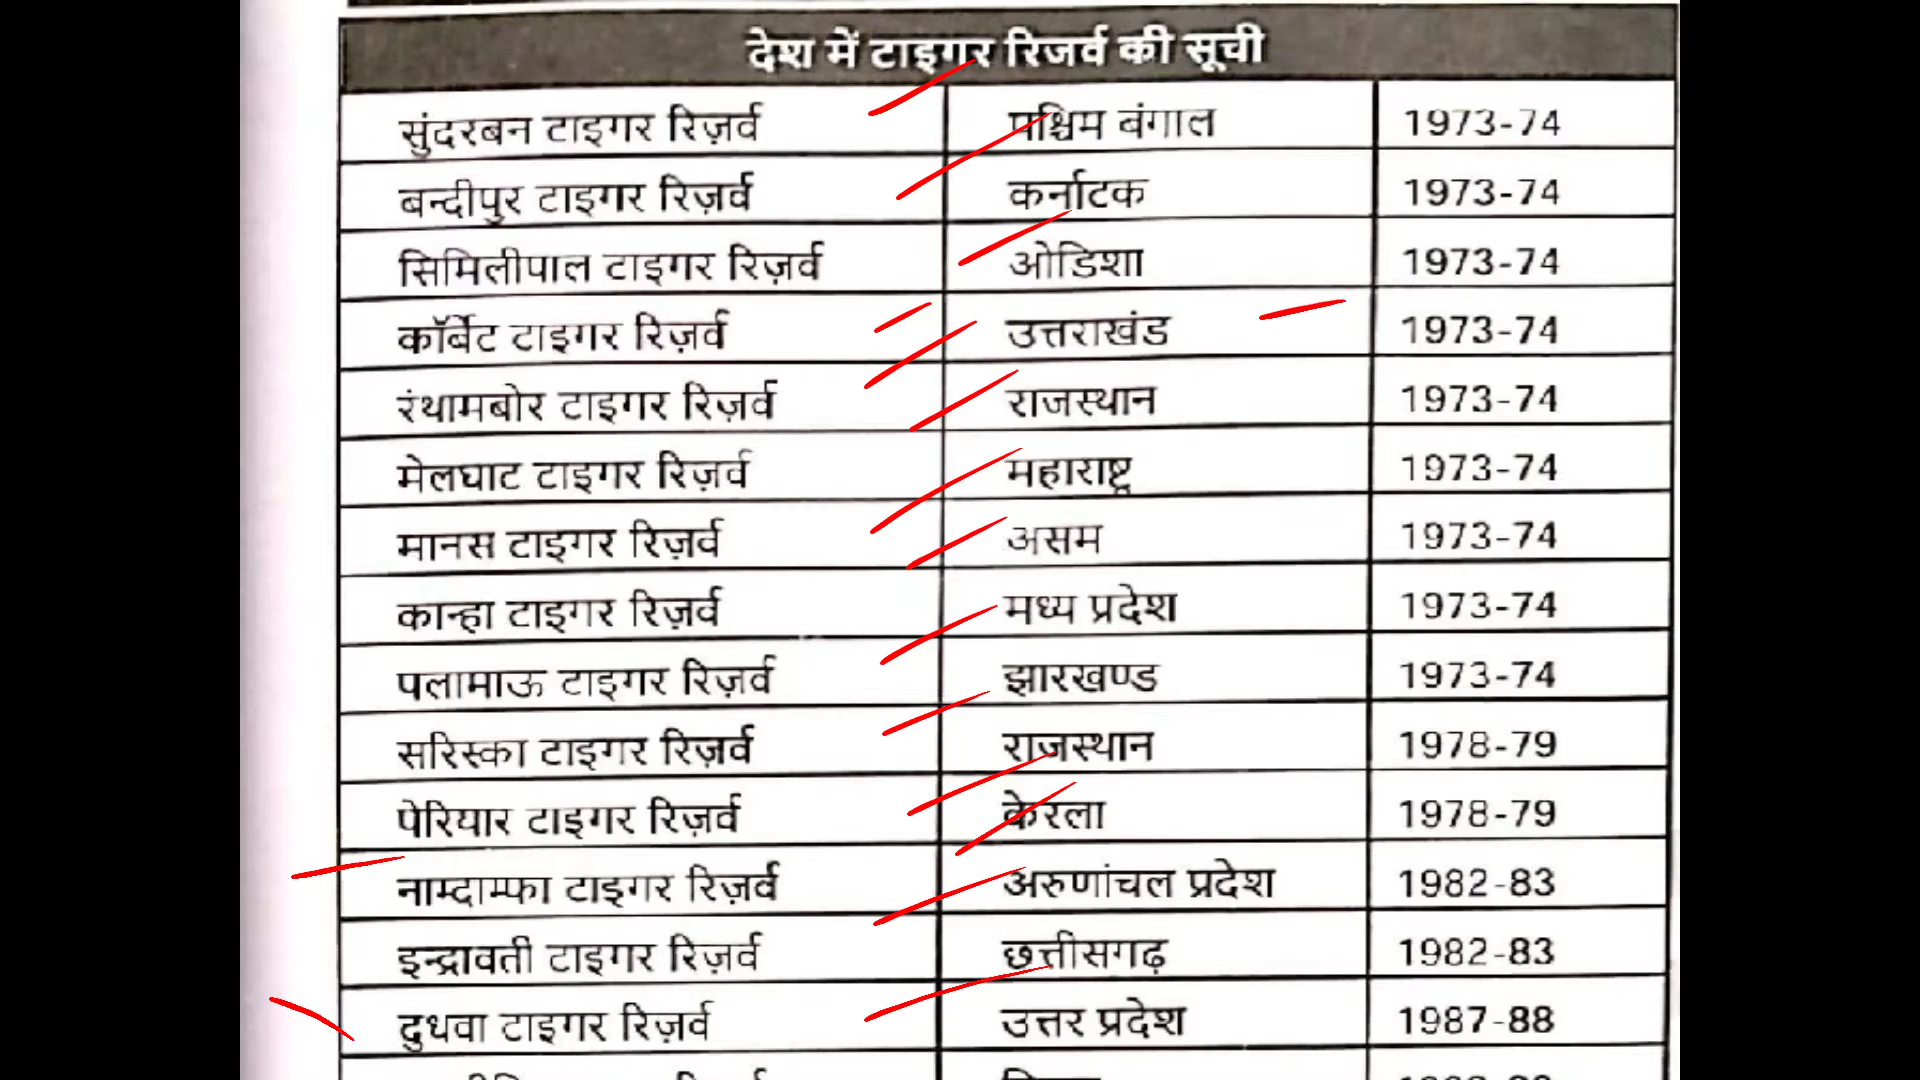 देश में टाइगर रिजर्व की सूची
सुंदरबन टाइगर रिज़र्व पश्चिम बंगाल 1973-74
बन्दीपुर टाइगर रिज़र्व कर्नाटक 1973-74
सिमिलीपाल टाइगर रिज़र्व ओडिशा 1973-74
कॉर्बेट टाइगर रिज़र्व उत्तराखंड 1973-74
रंथामबोर टाइगर रिज़र्व राजस्थान 1973-74
मेलघाट टाइगर रिज़र्व महाराष्ट्र 1973-74
मानस टाइगर रिज़र्व असम 1973-74
कान्हा टाइगर रिज़र्व मध्य प्रदेश 1973-74
पलामाऊ टाइगर रिज़र्व झारखण्ड 1973-74
सरिस्का टाइगर रिज़र्व राजस्थान 1978-79
पेरियार टाइगर रिज़र्व केरला 1978-79
नाम्दाम्फा टाइगर रिज़र्व अरुणांचल प्रदेश 1982-83
इन्द्रावती टाइगर रिज़र्व छत्तीसगढ़ 1982-83
दुधवा टाइगर रिज़र्व उत्तर प्रदेश 1987-88